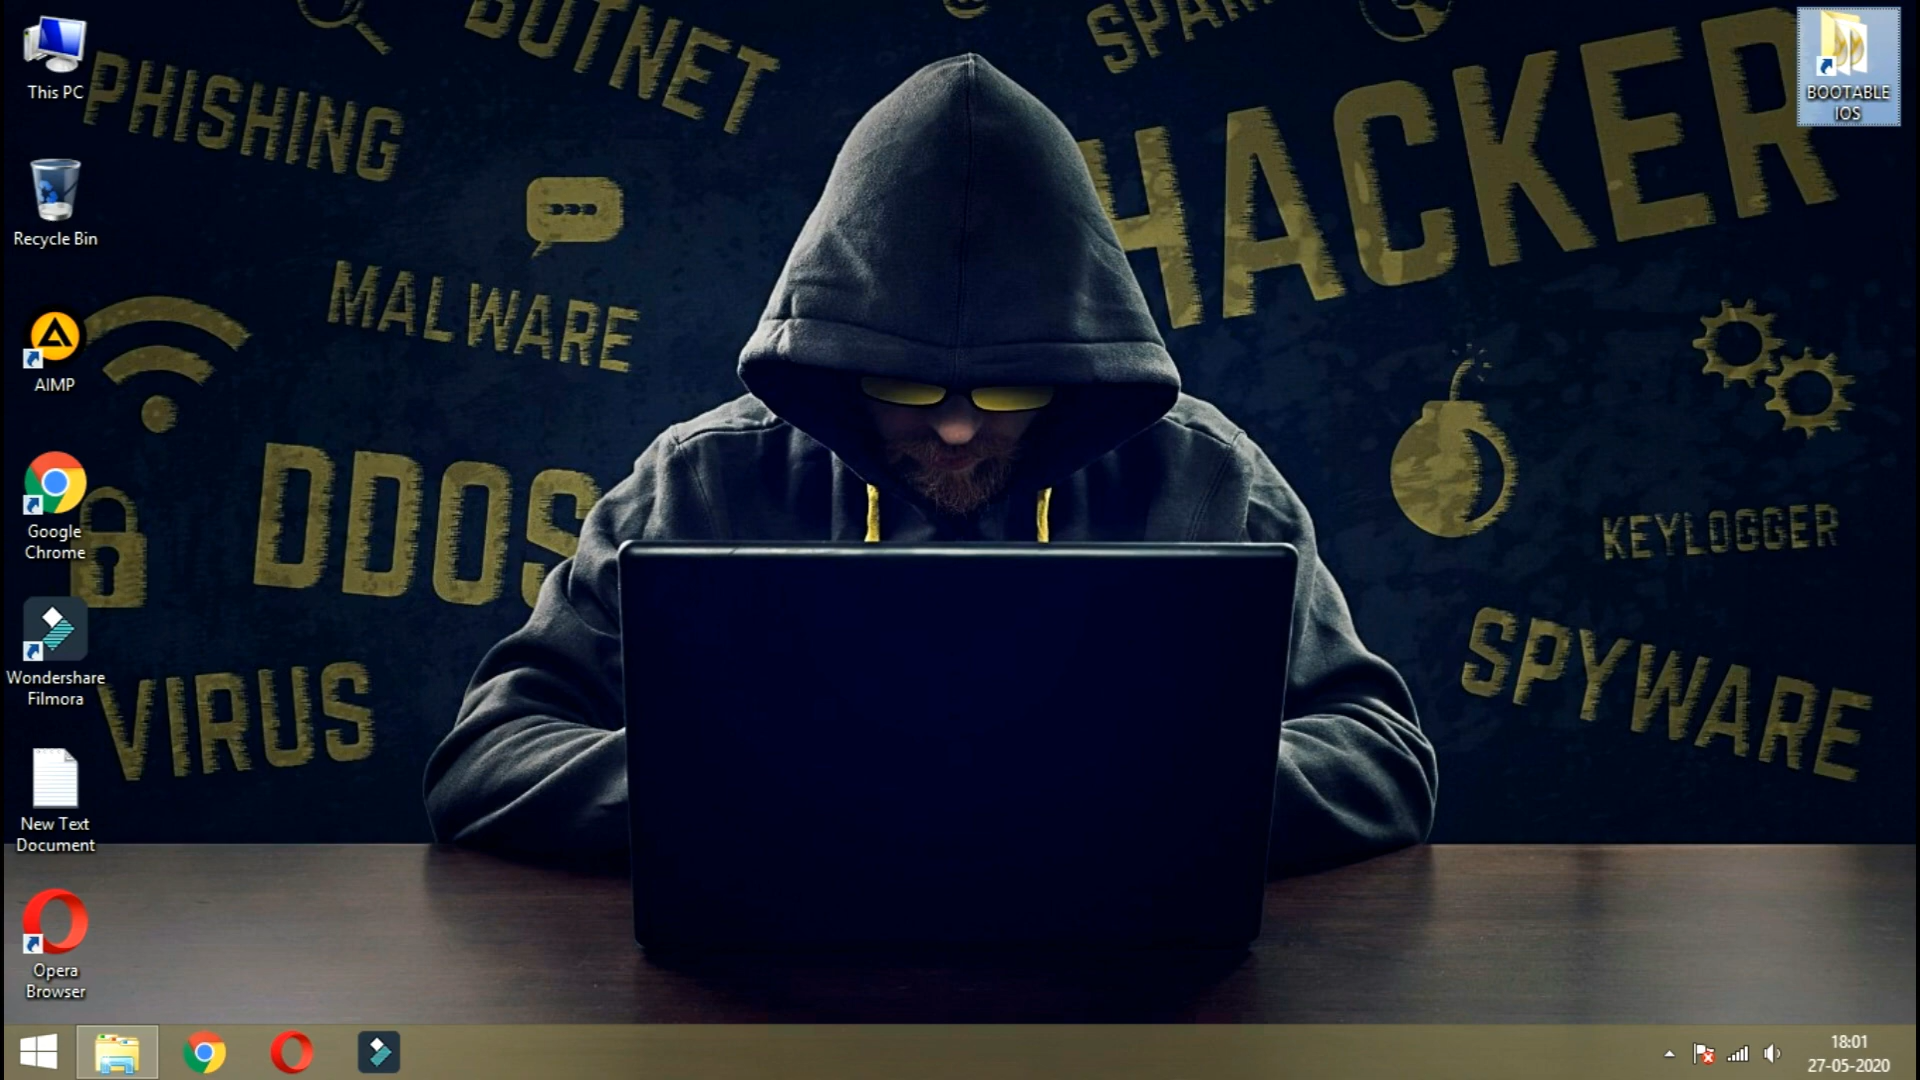 This PC
Recycle Bin
AIMP
Google
Chrome
Wondershare
Filmora
New Text
Document
Opera
Browser
BOOTABLE
IOS
PHISHING
BOTNET
SPAM
HACKER
MALWARE
DDOS
KEYLOGGER
VIRUS
SPYWARE
18:01
27-05-2020